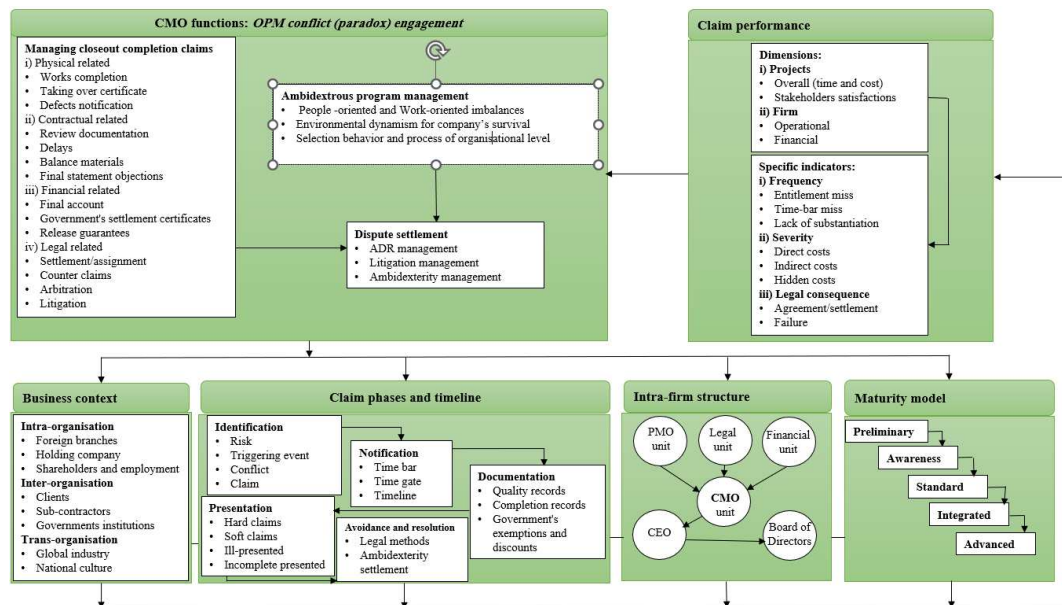 CMO functions: OPM conflict (paradox) engagement
Managing closeout completion claims
i) Physical related
• Works completion
• Taking over certificate
• Defects notification
ii) Contractual related
• Review documentation
• Delays
• Balance materials
• Final statement objections
iii) Financial related
• Final account
• Government's settlement certificates
• Release guarantees
iv) Legal related
• Settlement/assignment
• Counter claims
• Arbitration
• Litigation
Ambidextrous program management
• People -oriented and Work-oriented imbalances
• Environmental dynamism for company's survival
• Selection behavior and process of organisational level
Dispute settlement
• ADR management
• Litigation management
• Ambidexterity management
Claim performance
Dimensions:
i) Projects
• Overall (time and cost)
• Stakeholders satisfactions
ii) Firm
• Operational
• Financial
Specific indicators:
i) Frequency
• Entitlement miss
• Time-bar miss
• Lack of substantiation
ii) Severity
• Direct costs
• Indirect costs
• Hidden costs
iii) Legal consequence
• Agreement/settlement
• Failure
Business context
Intra-organisation
• Foreign branches
• Holding company
• Shareholders and employment
Inter-organisation
• Clients
• Sub-contractors
• Governments institutions
Trans-organisation
• Global industry
• National culture
Claim phases and timeline
Identification
• Risk
• Triggering event
• Conflict
• Claim
Notification
• Time bar
• Time gate
• Timeline
Documentation
• Quality records
• Completion records
• Government's
exemptions and
discounts
Presentation
• Hard claims
• Soft claims
• Ill-presented
• Incomplete presented
Avoidance and resolution
• Legal methods
• Ambidexterity
settlement
Intra-firm structure
PMO
unit
Legal
unit
Financial
unit
CMO
unit
CEO
Board of
Directors
Maturity model
Preliminary
Awareness
Standard
Integrated
Advanced